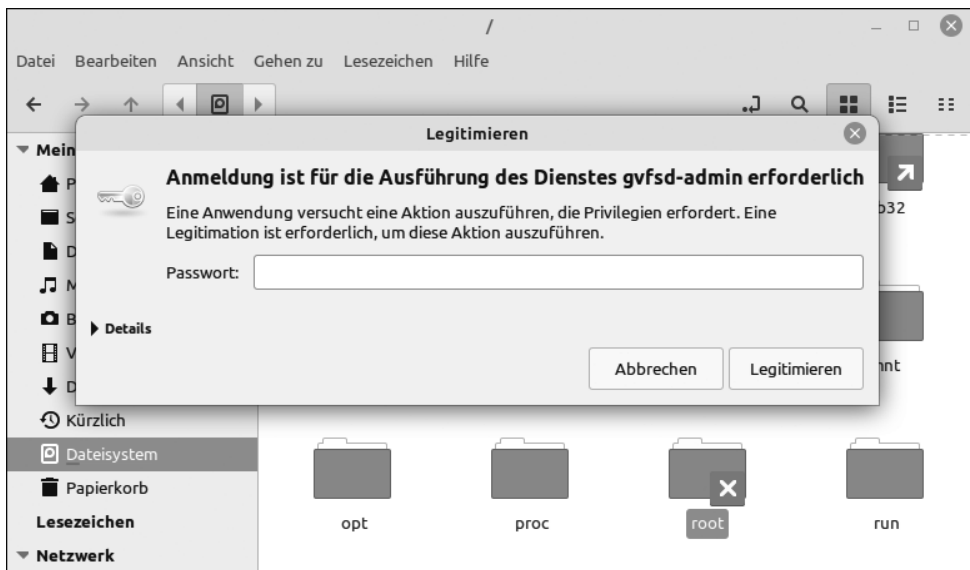 /
Datei Bearbeiten Ansicht Gehen zu Lesezeichen Hilfe
Legitimieren
Anmeldung ist für die Ausführung des Dienstes gvfsd-admin erforderlich
Eine Anwendung versucht eine Aktion auszuführen, die Privilegien erfordert. Eine
Legitimation ist erforderlich, um diese Aktion auszuführen.
Passwort:
Details
Abbrechen Legitimieren
Mein
P
S
D
M
B
V
D
Kürzlich
Dateisystem
Papierkorb
Lesezeichen
Netzwerk
b32
nt
opt proc root run